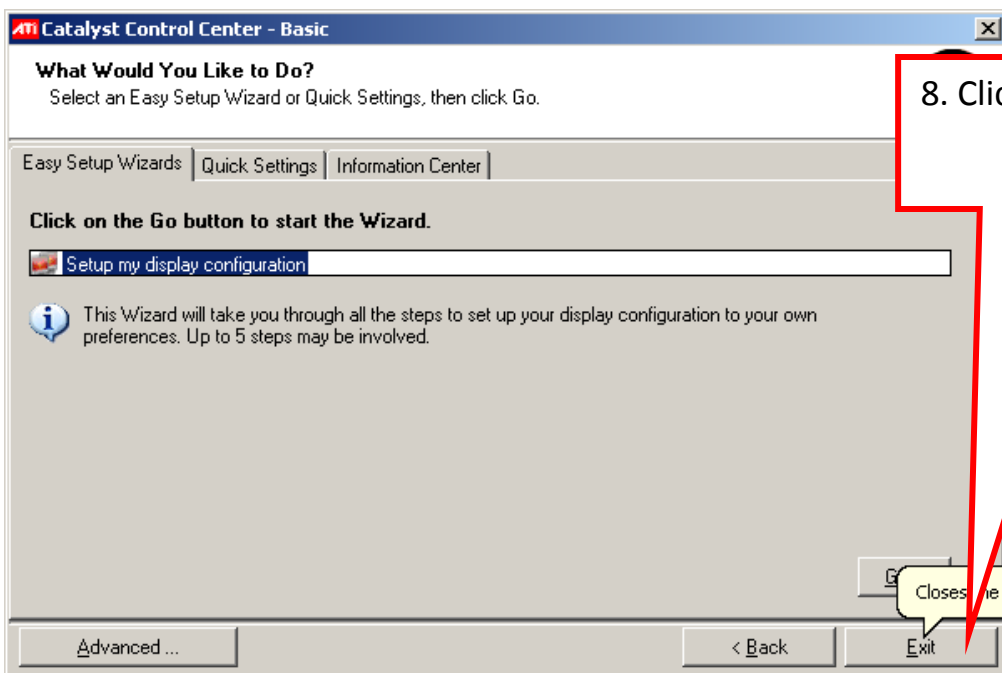 ATI Catalyst Control Center - Basic
What Would You Like to Do?
Select an Easy Setup Wizard or Quick Settings, then click Go.
8.
Easy Setup Wizards Quick Settings Information Center
Click on the Go button to start the Wizard.
Setup my display configuration
This Wizard will take you through all the steps to set up your display configuration to your own
preferences. Up to 5 steps may be involved.
Closes
Advanced ... < Back Exit